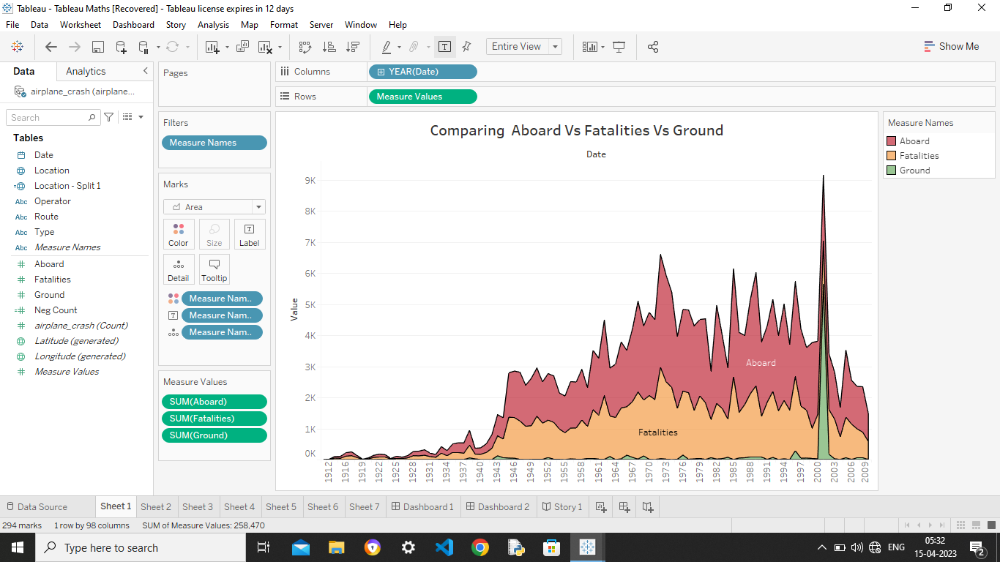 Tableau - Tableau Maths [Recovered] - Tableau license expires in 12 days
File Data Worksheet Dashboard Story Analysis Map Format Server Window Help
Entire View
Show Me
Data Analytics
airplane_crash (airplane...
Search
Tables
Date
Location
Location - Split 1
Abc Operator
Abc Route
Abc Type
Abc Measure Names
Aboard
Fatalities
Ground
Neg Count
airplane_crash (Count)
Latitude (generated)
Longitude (generated)
Measure Values
Pages
Filters
Measure Names
Marks
Area
Color Size Label
Detail Tooltip
Measure Nam..
Measure Nam..
Measure Nam..
Measure Values
SUM(Aboard)
SUM(Fatalities)
SUM(Ground)
Columns YEAR(Date)
Rows Measure Values
Comparing  Aboard Vs Fatalities Vs Ground
Date
Value
9K
8K
7K
6K
5K
4K
3K
2K
1K
0K
Aboard
Fatalities
1912 1916 1919 1922 1925 1928 1931 1934 1937 1940 1943 1946 1949 1952 1955 1958 1961 1964 1967 1970 1973 1976 1979 1982 1985 1988 1991 1994 1997 2000 2003 2006 2009
Measure Names
Aboard
Fatalities
Ground
Data Source Sheet 1 Sheet 2 Sheet 3 Sheet 4 Sheet 5 Sheet 6 Sheet 7 Dashboard 1 Dashboard 2 Story 1
294 marks 1 row by 98 columns SUM of Measure Values: 258,470
Type here to search
ENG
05:32
15-04-2023
2